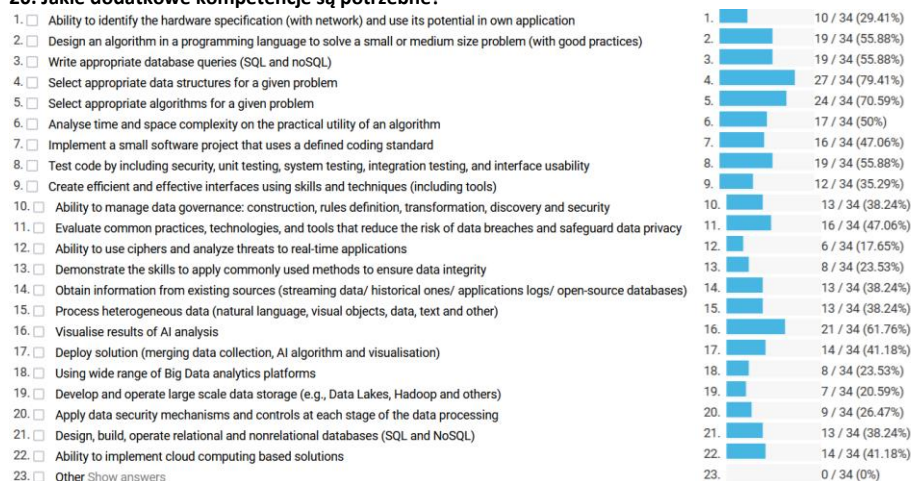 20. Jakie dodatkowe kompetencje są potrzebne?
1. Ability to identify the hardware specification (with network) and use its potential in own application 1. 10 / 34 (29.41%)
2. Design an algorithm in a programming language to solve a small or medium size problem (with good practices) 2. 19 / 34 (55.88%)
3. Write appropriate database queries (SQL and noSQL) 3. 19 / 34 (55.88%)
4. Select appropriate data structures for a given problem 4. 27 / 34 (79.41%)
5. Select appropriate algorithms for a given problem 5. 24 / 34 (70.59%)
6. Analyse time and space complexity on the practical utility of an algorithm 6. 17 / 34 (50%)
7. Implement a small software project that uses a defined coding standard 7. 16 / 34 (47.06%)
8. Test code by including security, unit testing, system testing, integration testing, and interface usability 8. 19 / 34 (55.88%)
9. Create efficient and effective interfaces using skills and techniques (including tools) 9. 12 / 34 (35.29%)
10. Ability to manage data governance: construction, rules definition, transformation, discovery and security 10. 13 / 34 (38.24%)
11. Evaluate common practices, technologies, and tools that reduce the risk of data breaches and safeguard data privacy 11. 16 / 34 (47.06%)
12. Ability to use ciphers and analyze threats to real-time applications 12. 6 / 34 (17.65%)
13. Demonstrate the skills to apply commonly used methods to ensure data integrity 13. 8 / 34 (23.53%)
14. Obtain information from existing sources (streaming data/ historical ones/ applications logs/ open-source databases) 14. 13 / 34 (38.24%)
15. Process heterogeneous data (natural language, visual objects, data, text and other) 15. 13 / 34 (38.24%)
16. Visualise results of AI analysis 16. 21 / 34 (61.76%)
17. Deploy solution (merging data collection, AI algorithm and visualisation) 17. 14 / 34 (41.18%)
18. Using wide range of Big Data analytics platforms 18. 8 / 34 (23.53%)
19. Develop and operate large scale data storage (e.g., Data Lakes, Hadoop and others) 19. 7 / 34 (20.59%)
20. Apply data security mechanisms and controls at each stage of the data processing 20. 9 / 34 (26.47%)
21. Design, build, operate relational and nonrelational databases (SQL and NoSQL) 21. 13 / 34 (38.24%)
22. Ability to implement cloud computing based solutions 22. 14 / 34 (41.18%)
23. Other Show answers 23. 0 / 34 (0%)